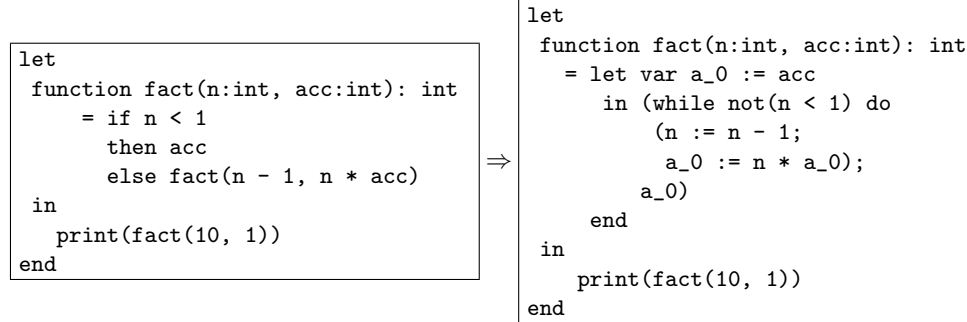 let
 function fact(n:int, acc:int): int
     = if n < 1
       then acc
       else fact(n - 1, n * acc)
 in
   print(fact(10, 1))
end
⇒
let
 function fact(n:int, acc:int): int
   = let var a_0 := acc
      in (while not(n < 1) do
          (n := n - 1;
           a_0 := n * a_0);
         a_0)
     end
 in
    print(fact(10, 1))
end